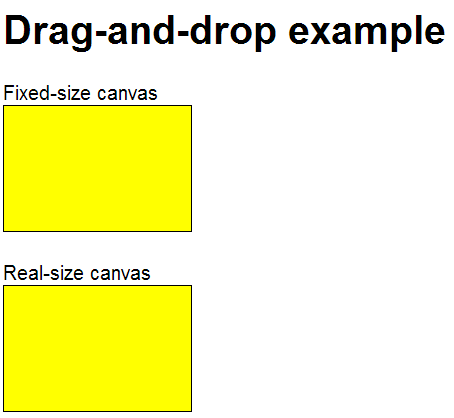 Drag-and-drop example
Fixed-size canvas
Real-size canvas